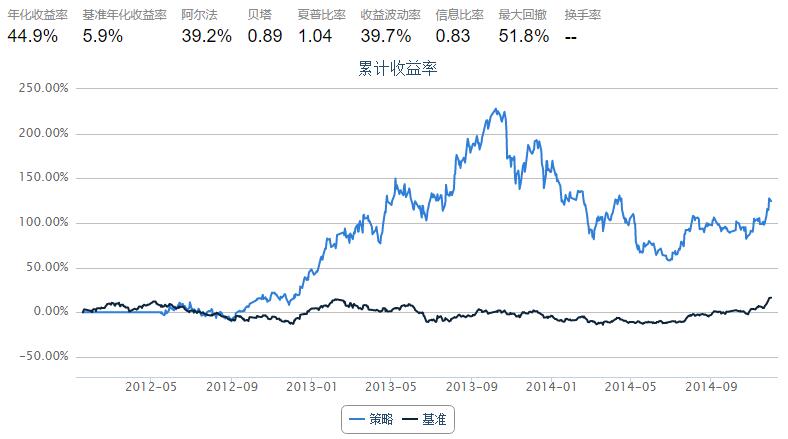 年化收益率 基准年化收益率 阿尔法 贝塔 夏普比率 收益波动率 信息比率 最大回撤 换手率
44.9% 5.9% 39.2% 0.89 1.04 39.7% 0.83 51.8% --
累计收益率
250.00%
200.00%
150.00%
100.00%
50.00%
0.00%
-50.00%
2012-05 2012-09 2013-01 2013-05 2013-09 2014-01 2014-05 2014-09
策略 基准